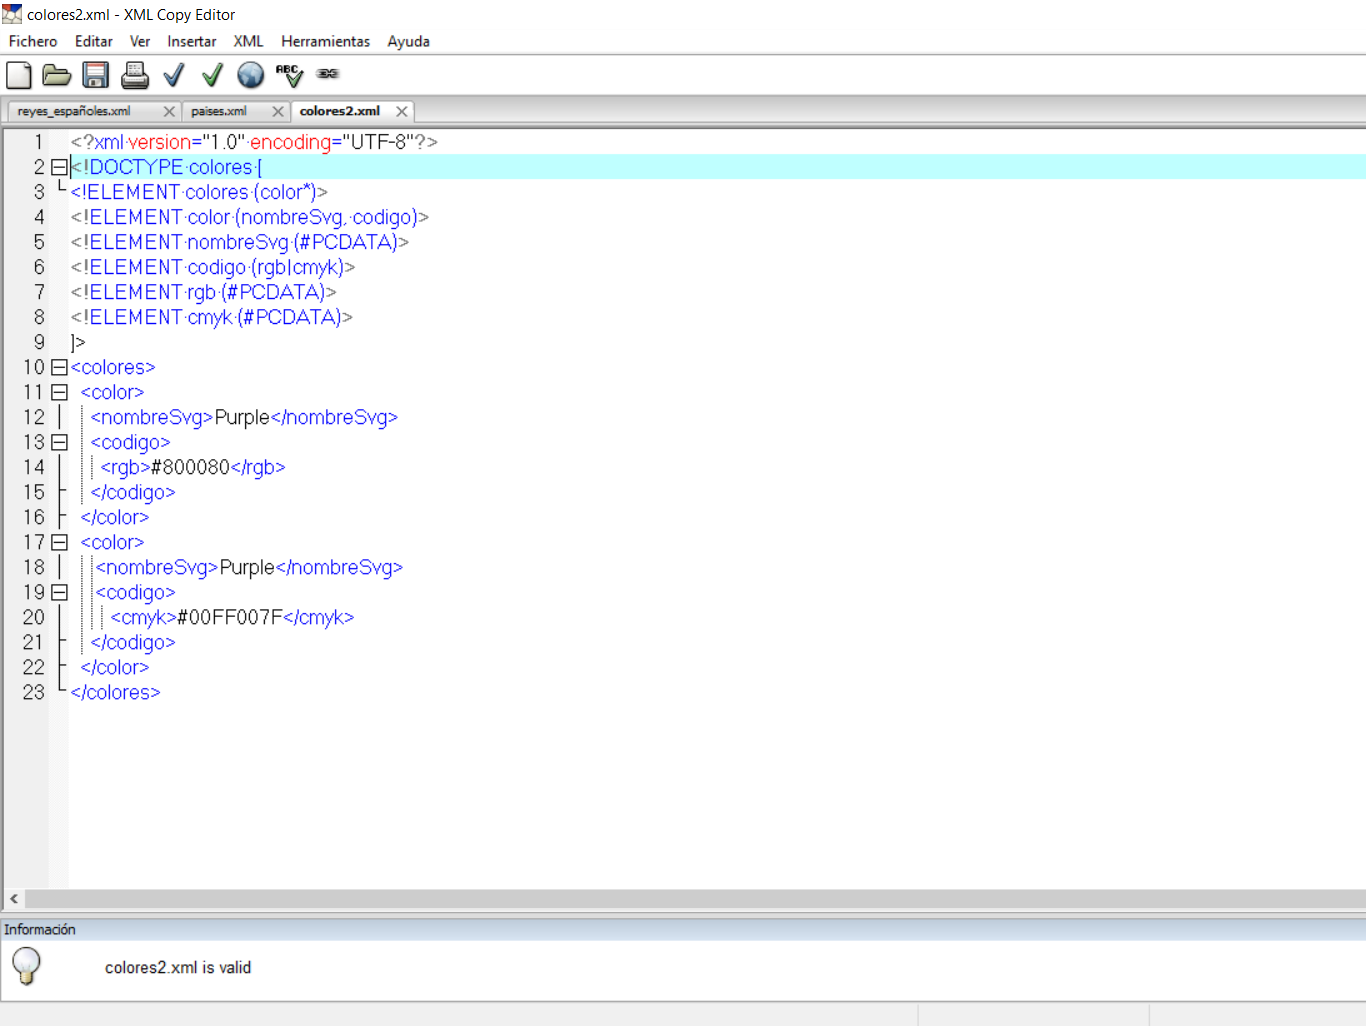 colores2.xml - XML Copy Editor
Fichero Editar Ver Insertar XML Herramientas Ayuda
ABC
reyes_españoles.xml paises.xml colores2.xml
1 <?xml version="1.0" encoding="UTF-8"?>
2 <!DOCTYPE colores [
3 <!ELEMENT colores (color*)>
4 <!ELEMENT color (nombreSvg, codigo)>
5 <!ELEMENT nombreSvg (#PCDATA)>
6 <!ELEMENT codigo (rgb|cmyk)>
7 <!ELEMENT rgb (#PCDATA)>
8 <!ELEMENT cmyk (#PCDATA)>
9 ]>
10 <colores>
11 <color>
12 <nombreSvg>Purple</nombreSvg>
13 <codigo>
14 <rgb>#800080</rgb>
15 </codigo>
16 </color>
17 <color>
18 <nombreSvg>Purple</nombreSvg>
19 <codigo>
20 <cmyk>#00FF007F</cmyk>
21 </codigo>
22 </color>
23 </colores>
Información
colores2.xml is valid